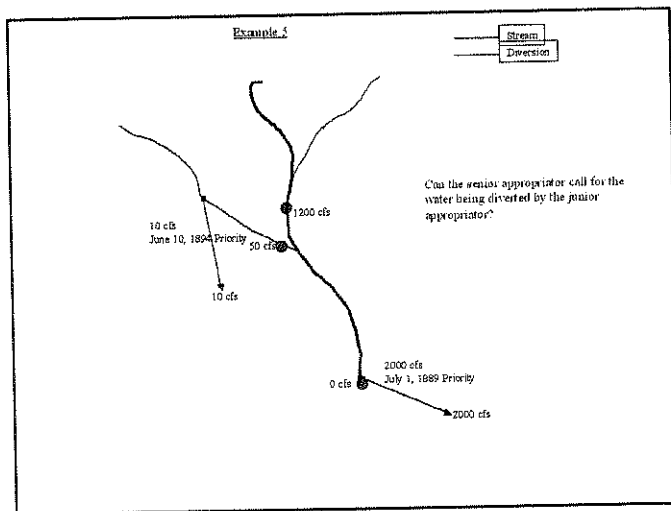 Example 5
Stream
Diversion
Can the senior appropriator call for the
water being diverted by the junior
appropriator?
1200 cfs
10 cfs
June 10, 1894 Priority
50 cfs
10 cfs
2000 cfs
July 1, 1889 Priority
0 cfs
2000 cfs